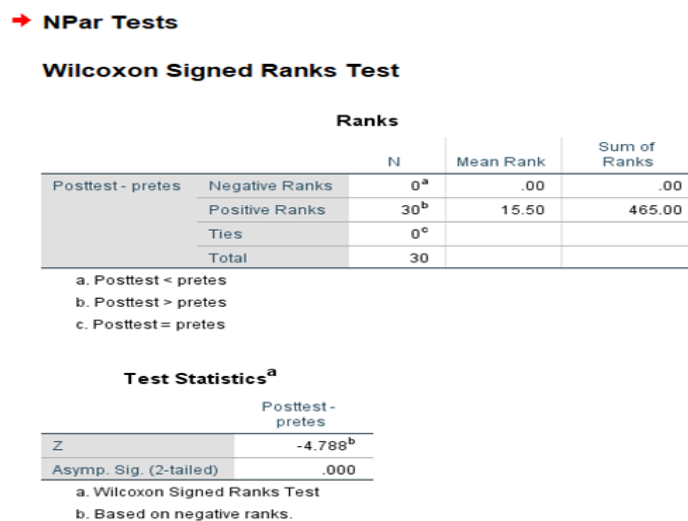 NPar Tests
Wilcoxon Signed Ranks Test
Ranks
N Mean Rank Sum of Ranks
Posttest - pretes Negative Ranks 0a .00 .00
Positive Ranks 30b 15.50 465.00
Ties 0c
Total 30
a. Posttest < pretes
b. Posttest > pretes
c. Posttest = pretes
Test Statisticsa
Posttest -
pretes
Z -4.788b
Asymp. Sig. (2-tailed) .000
a. Wilcoxon Signed Ranks Test
b. Based on negative ranks.